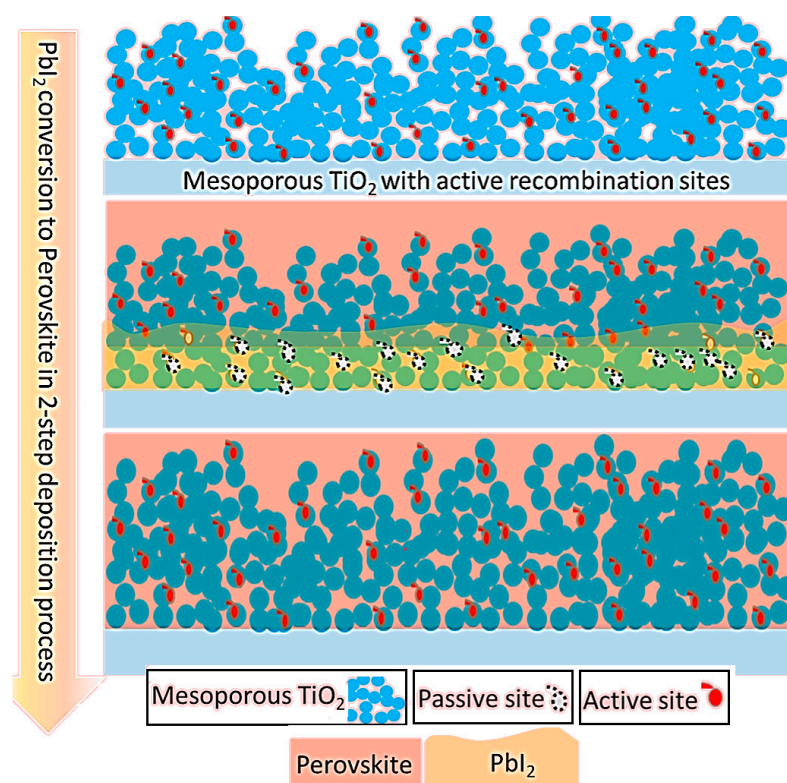 PbI₂ conversion to Perovskite in 2-step deposition process
Mesoporous TiO₂ with active recombination sites
Mesoporous TiO₂
Passive site
Active site
Perovskite
PbI₂